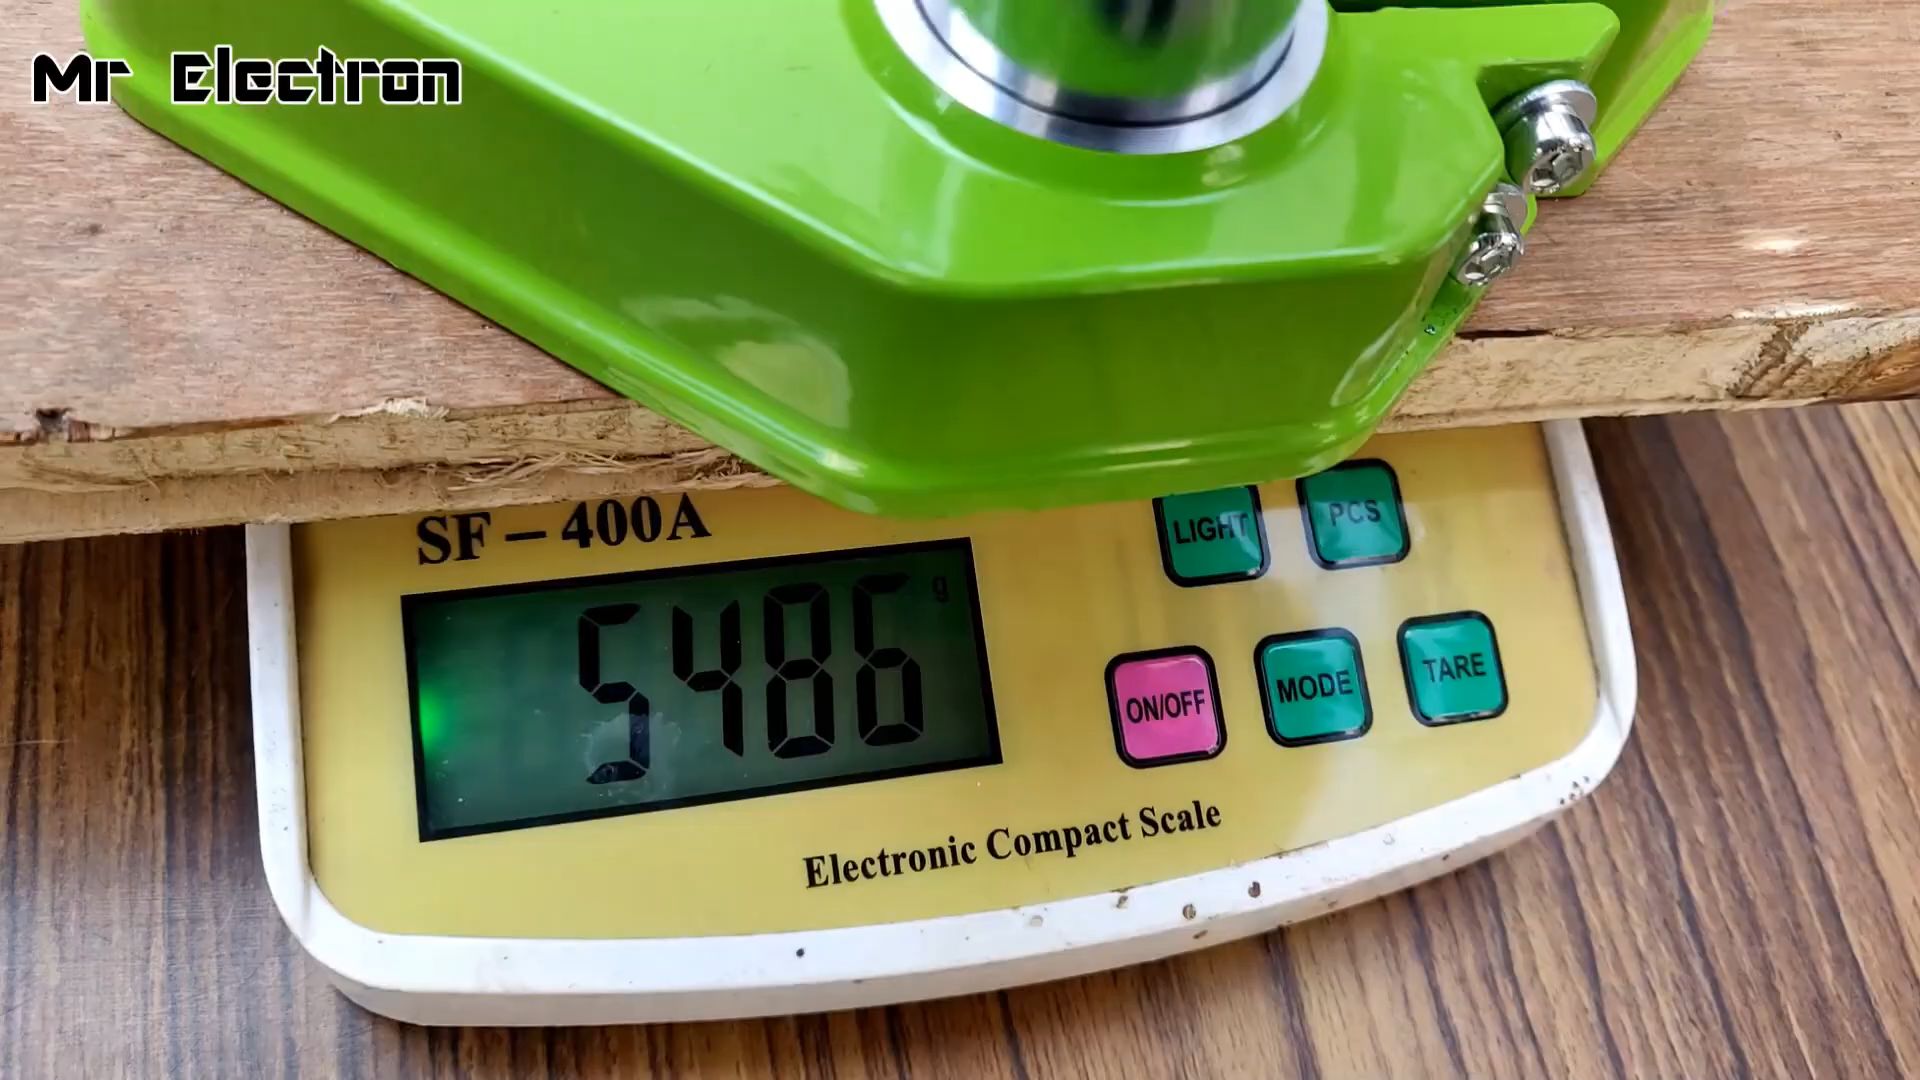 Mr Electron
SF-400A
5486 g
LIGHT
PCS
ON/OFF
MODE
TARE
Electronic Compact Scale